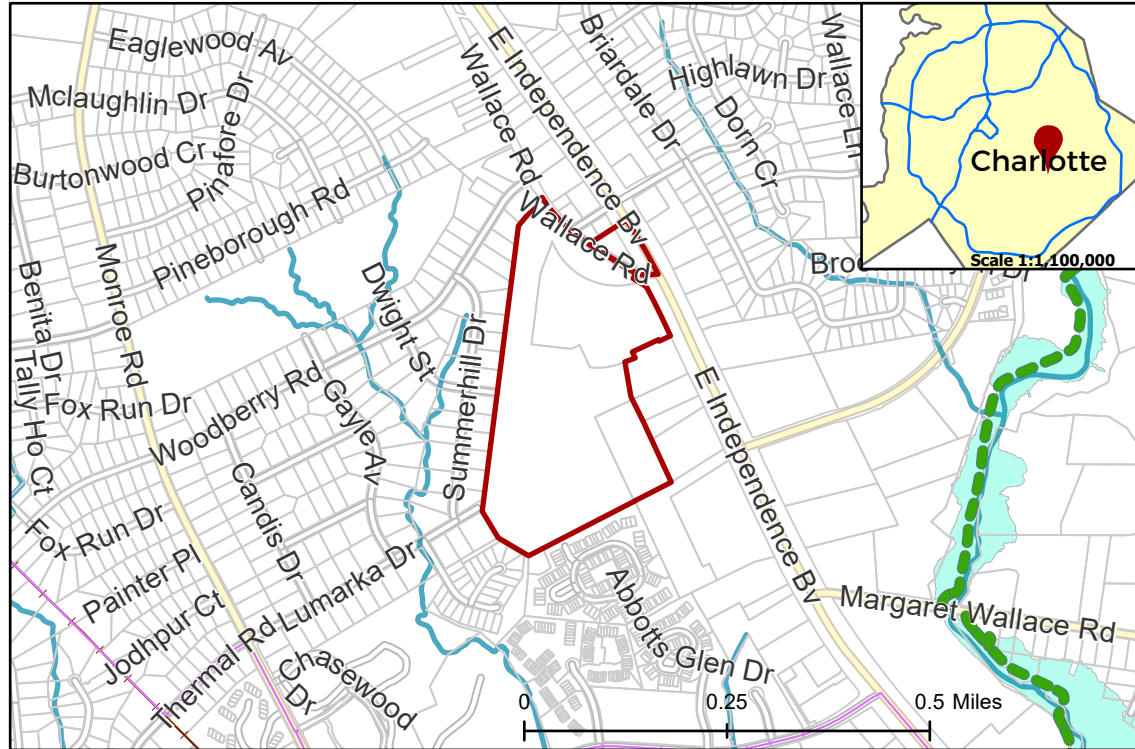 Eaglewood Av
Mclaughlin Dr
Burtonwood Cr
Pinafore Dr
Pineborough Rd
Wallace Rd
E Independence Bv
Briardale Dr
Highlawn Dr
Dorn Cr
Wallace Ln
Charlotte
Scale 1:1,100,000
Wallace Rd
Benita Dr
Monroe Rd
Dwight St
Summerhill Dr
Tally-Ho Ct
Fox Run Dr
Woodberry Rd
Gayle Av
E Independence Bv
Candis Dr
Fox Run Dr
Painter Pl
Jodhpur Ct
Lumarka Dr
Thermal Rd
Chasewood
Dr
Abbotts Glen Dr
Margaret Wallace Rd
0 0.25 0.5 Miles